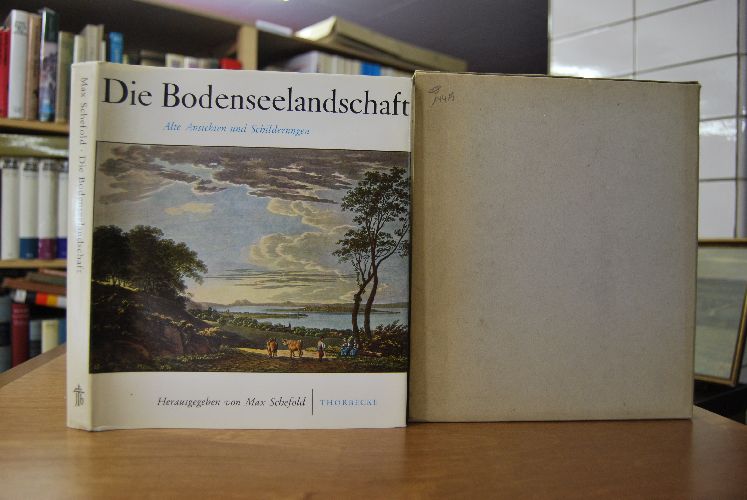 Max Schefold · Die Bodenseelandschaft
Die Bodenseelandschaft
Alte Ansichten und Schilderungen
Herausgegeben von Max Schefold
THORBECKE